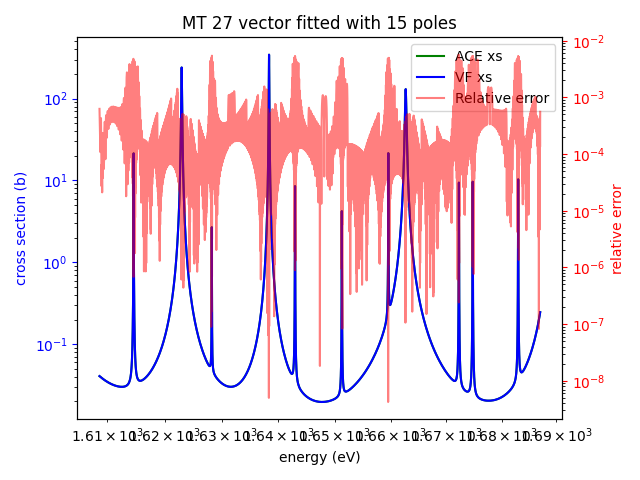 MT 27 vector fitted with 15 poles
ACE xs
VF xs
Relative error
cross section (b)
10²
10¹
10⁰
10⁻¹
relative error
10⁻²
10⁻³
10⁻⁴
10⁻⁵
10⁻⁶
10⁻⁷
10⁻⁸
1.61 × 10³ 1.62 × 10³ 1.63 × 10³ 1.64 × 10³ 1.65 × 10³ 1.66 × 10³ 1.67 × 10³ 1.68 × 10³ 1.69 × 10³
energy (eV)